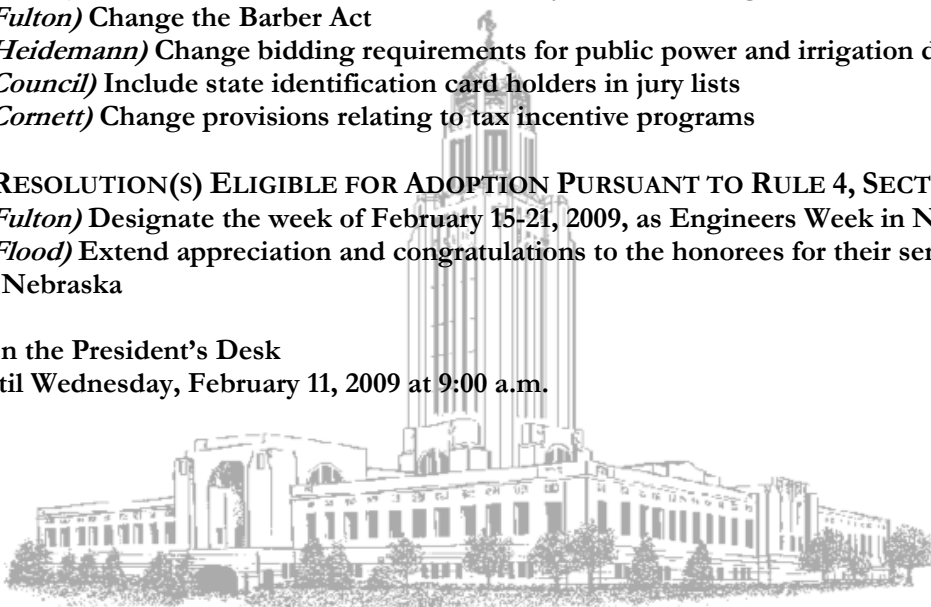 Fulton) Change the Barber Act
Heidemann) Change bidding requirements for public power and irrigation d
Council) Include state identification card holders in jury lists
Cornett) Change provisions relating to tax incentive programs
RESOLUTION(S) ELIGIBLE FOR ADOPTION PURSUANT TO RULE 4, SECT
Fulton) Designate the week of February 15-21, 2009, as Engineers Week in N
Flood) Extend appreciation and congratulations to the honorees for their ser
Nebraska
n the President's Desk
til Wednesday, February 11, 2009 at 9:00 a.m.